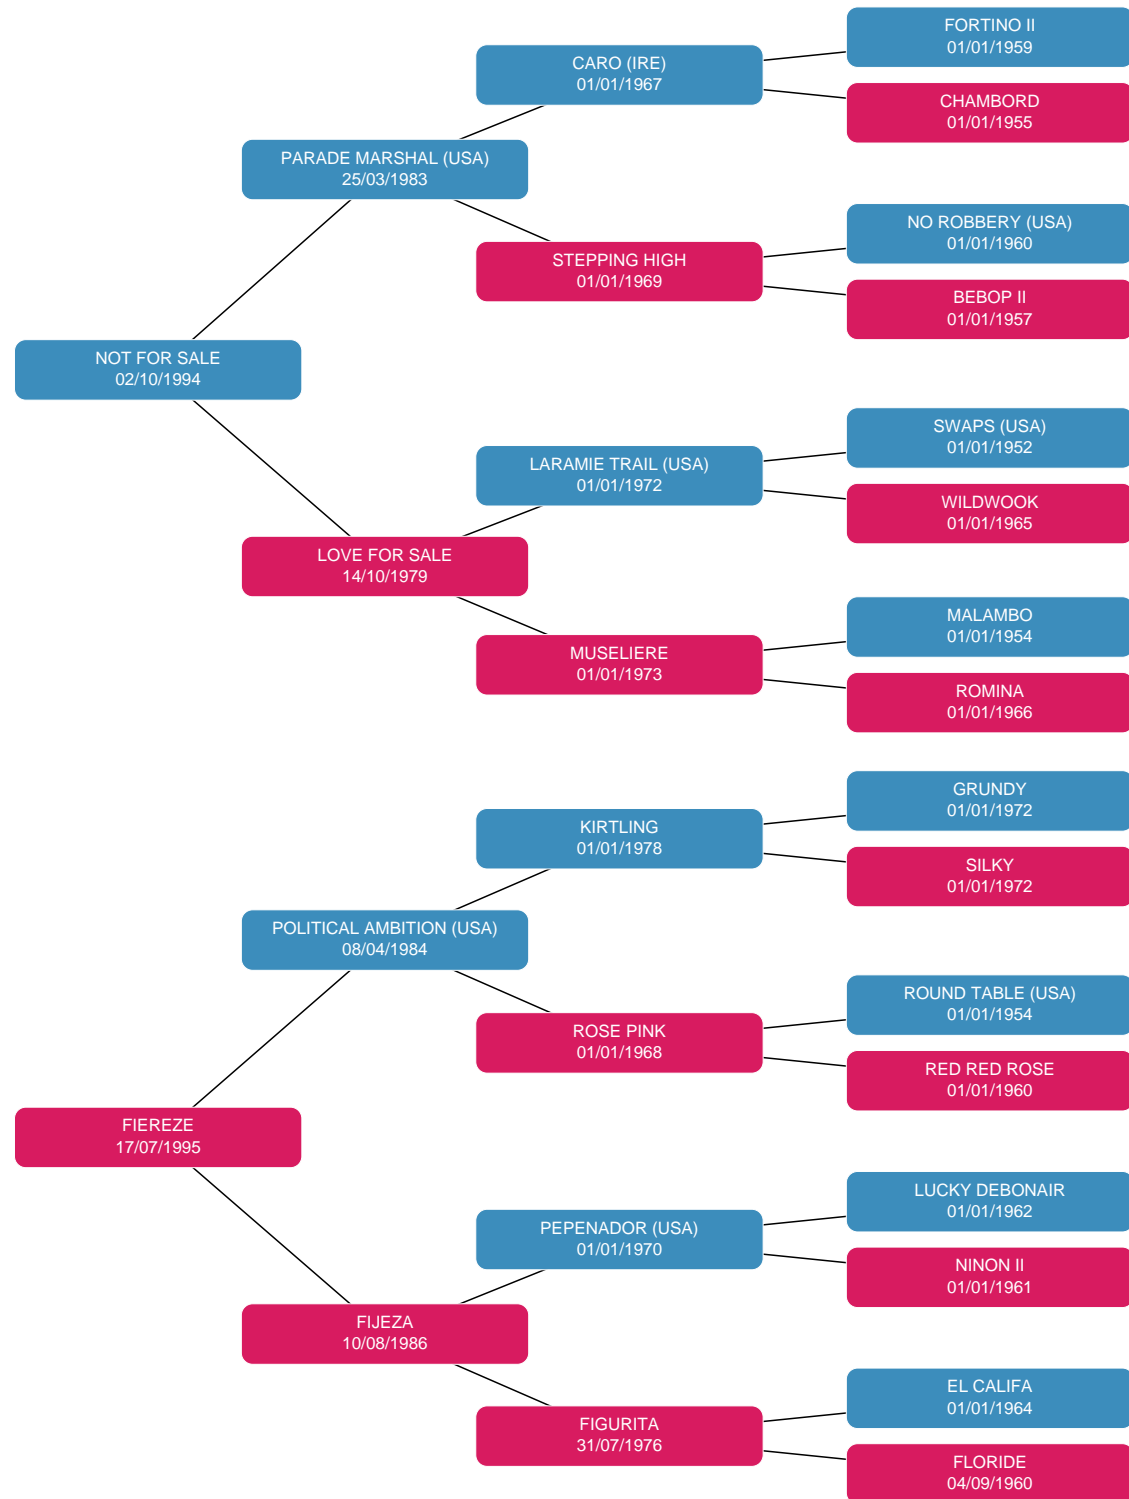 FORTINO II
01/01/1959
CARO (IRE)
01/01/1967
CHAMBORD
01/01/1955
PARADE MARSHAL (USA)
25/03/1983
NO ROBBERY (USA)
01/01/1960
STEPPING HIGH
01/01/1969
BEBOP II
01/01/1957
NOT FOR SALE
02/10/1994
SWAPS (USA)
01/01/1952
LARAMIE TRAIL (USA)
01/01/1972
WILDWOOK
01/01/1965
LOVE FOR SALE
14/10/1979
MALAMBO
01/01/1954
MUSELIERE
01/01/1973
ROMINA
01/01/1966
GRUNDY
01/01/1972
KIRTLING
01/01/1978
SILKY
01/01/1972
POLITICAL AMBITION (USA)
08/04/1984
ROUND TABLE (USA)
01/01/1954
ROSE PINK
01/01/1968
RED RED ROSE
01/01/1960
FIEREZE
17/07/1995
LUCKY DEBONAIR
01/01/1962
PEPENADOR (USA)
01/01/1970
NINON II
01/01/1961
FIJEZA
10/08/1986
EL CALIFA
01/01/1964
FIGURITA
31/07/1976
FLORIDE
04/09/1960